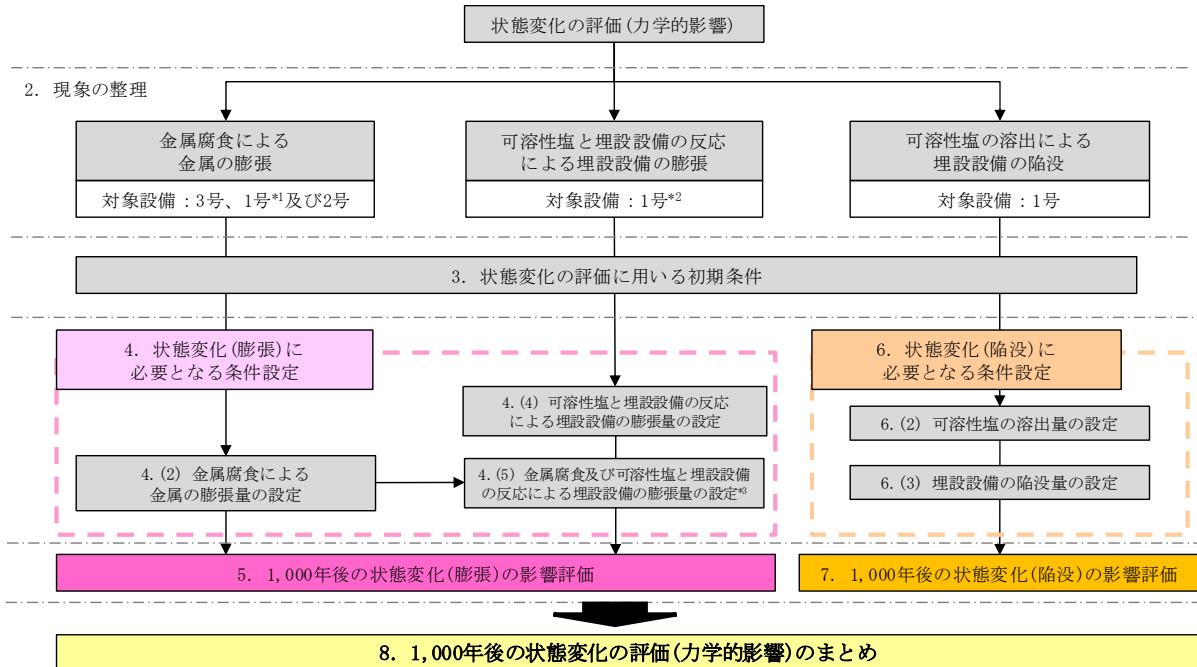 状態変化の評価(力学的影響)
2. 現象の整理
金属腐食による
金属の膨張
対象設備：3号、1号*1及び2号
可溶性塩と埋設設備の反応
による埋設設備の膨張
対象設備：1号*2
可溶性塩の溶出による
埋設設備の陥没
対象設備：1号
3. 状態変化の評価に用いる初期条件
4. 状態変化(膨張)に
必要となる条件設定
4.(4) 可溶性塩と埋設設備の反応
による埋設設備の膨張量の設定
4.(2) 金属腐食による
金属の膨張量の設定
4.(5) 金属腐食及び可溶性塩と埋設設備
の反応による埋設設備の膨張量の設定*3
6. 状態変化(陥没)に
必要となる条件設定
6.(2) 可溶性塩の溶出量の設定
6.(3) 埋設設備の陥没量の設定
5. 1,000年後の状態変化(膨張)の影響評価
7. 1,000年後の状態変化(陥没)の影響評価
8. 1,000年後の状態変化の評価(力学的影響)のまとめ